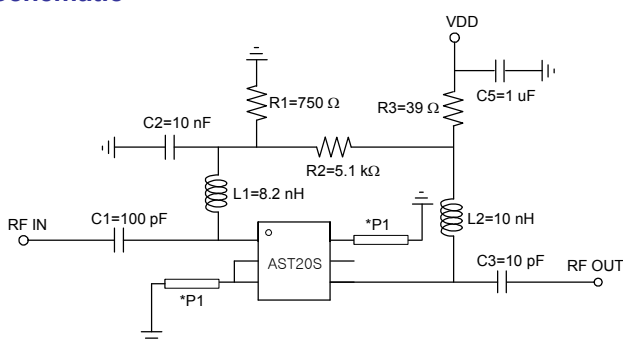 Schematic
VDD
R1=750 Ω
R3=39 Ω
C5=1 uF
C2=10 nF
R2=5.1 kΩ
L1=8.2 nH
RF IN
C1=100 pF
*P1
L2=10 nH
AST20S
C3=10 pF
RF OUT
*P1